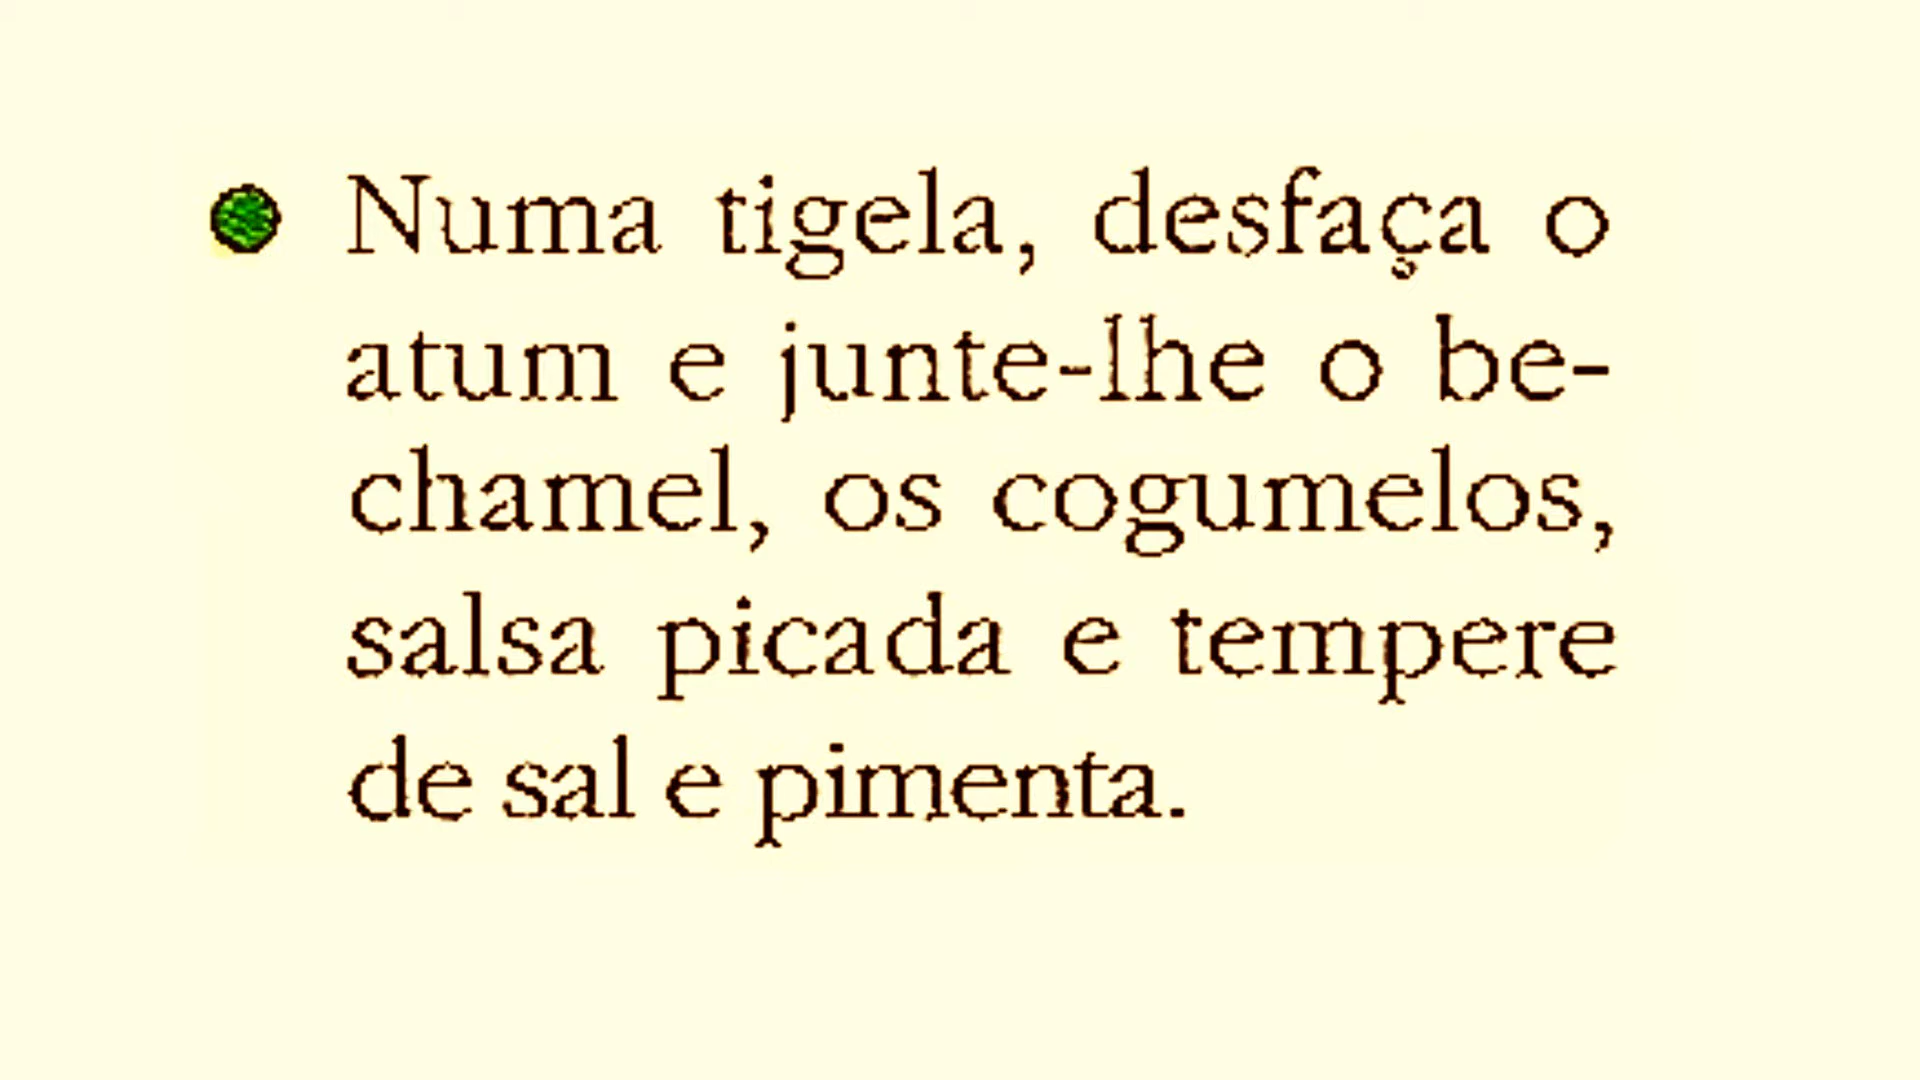 Numa tigela, desfaça o
atum e junte-lhe o be-
chamel, os cogumelos,
salsa picada e tempere
de sal e pimenta.